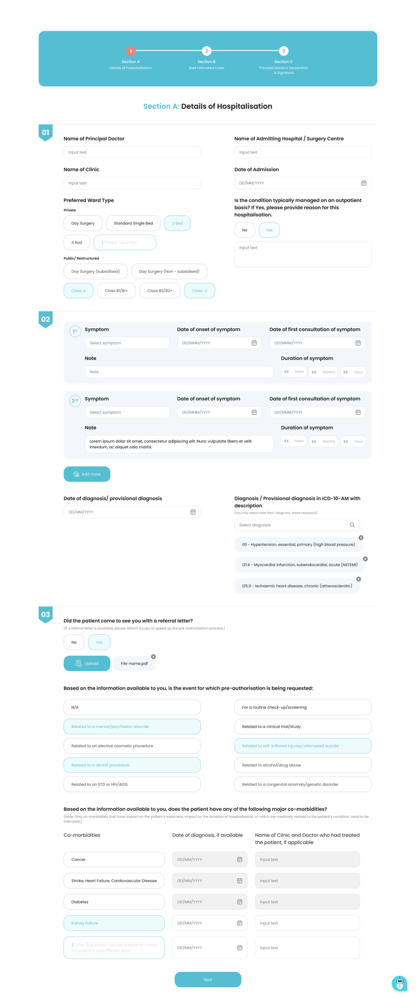 1
2
3
Section A
Section B
Section C
Details of hospatalisation
Best Estimated Costs
Principal Doctor's Declaration
& Signature
Section A: Details of Hospitalisation
01
Name of Principal Doctor
Input text
Name of Admitting Hospital / Surgery Centre
Input text
Name of Clinic
Input text
Date of Admission
DD/MM/YYYY
Preferred Ward Type
Private
Day Surgery
Standard Single Bed
2 Bed
4 Bed
Others: input text
Public/ Restructured
Day Surgery (subsidised)
Day Surgery (Non - subsidised)
Class A
Class B1/B1+
Class B2/B2+
Class C
Is the condition typically managed on an outpatient
basis? If Yes, please provide reason for this
hospitalisation.
No
Yes
Input text
02
1st
Symptom
Select symptom
Date of onset of symptom
DD/MMM/YYYY
Date of first consultation of symptom
DD/MMM/YYYY
Note
Note
Duration of symptom
XX Years
XX Months
XX Days
2nd
Symptom
Select symptom
Date of onset of symptom
DD/MMM/YYYY
Date of first consultation of symptom
DD/MMM/YYYY
Note
Lorem ipsum dolor sit amet, consectetur adipiscing elit. Nunc vulputate libero et velit
interdum, ac aliquet odio mattis.
Duration of symptom
XX Years
XX Months
XX Days
Add more
Date of diagnosis/ provisional diagnosis
DD/MM/YYYY
Diagnosis / Provisional diagnosis in ICD-10-AM with
description
(You may select more than 1 diagnosis, where necessary)
Select diagnosis
I10 - Hypertension, essential, primary (high blood pressure)
I21.4 - Myocardial infarction, subendocardial, acute (NSTEMI)
I25.9 - Ischaemic heart disease, chronic (atherosclerotic)
03
Did the patient come to see you with a referral letter?
(If a referral letter is available, please attach a copy to speed up the pre-authorisation process.)
No
Yes
Upload
File-name.pdf
Based on the information available to you, is the event for which pre-authorisation is being requested:
N/A
For a routine check-up/screening
Related to a mental/psychiatric disorder
Related to a clinical trial/study
Related to an elective cosmetic procedure
Related to self-inflicted injuries/attempted suicide
Related to a dental procedure
Related to alcohol/drug abuse
Related to an STD or HIV/AIDS
Related to a congenital anomaly/genetic disorder
Based on the information available to you, does the patient have any of the following major co-morbidities?
(Note: Only co-morbidities that have impact on the patient's treatment, impact on the duration of hospitalisation, or which are medically related to the patient's condition, need to be
indicated.)
Co-morbidities
Date of diagnosis, if available
Name of Clinic and Doctor who had treated
the patient, if applicable
Cancer
DD/MM/YYYY
Input text
Stroke, Heart Failure, Cardiovascular Disease
DD/MM/YYYY
Input text
Diabetes
DD/MM/YYYY
Input text
Kidney Failure
DD/MM/YYYY
Input text
Other Significant Comorbiditiessthat impact
the patient's care (Please state)
DD/MM/YYYY
Input text
Next